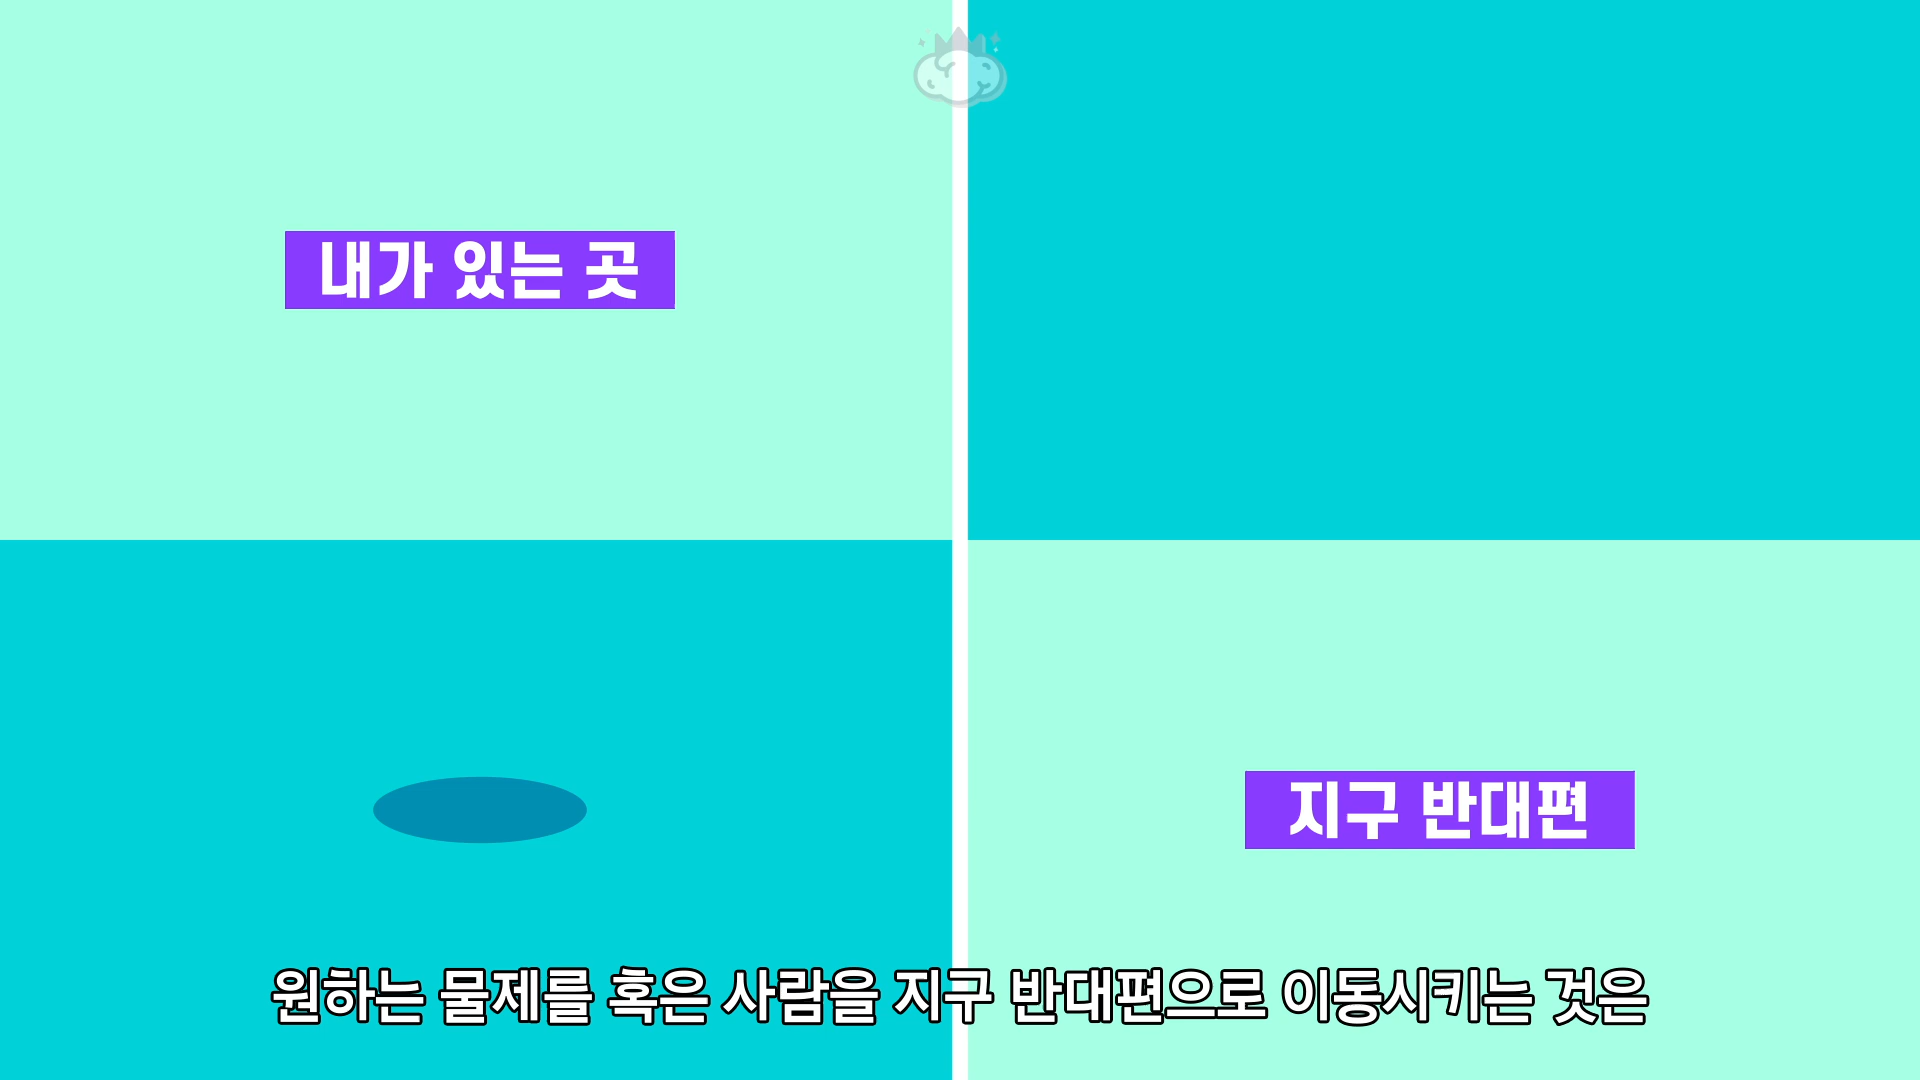 내가 있는 곳
지구 반대편
원하는 물제를 혹은 사람을 지구 반대편으로 이동시키는 것은